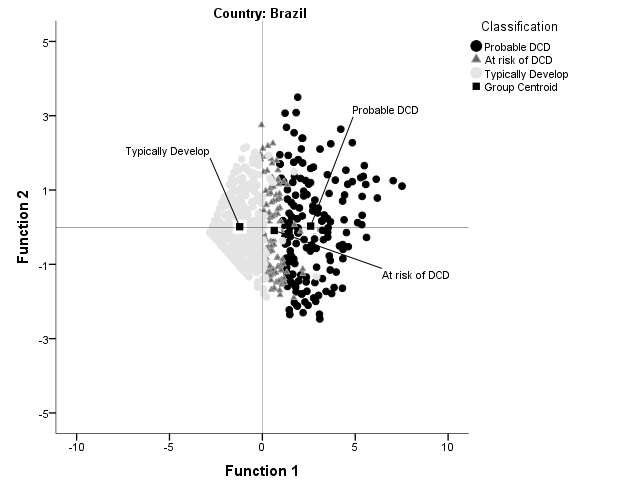 Country: Brazil
Classification
Probable DCD
At risk of DCD
Typically Develop
Group Centroid
5
3
1
-1
-3
-5
Function 2
Typically Develop
Probable DCD
At risk of DCD
-10
-5
0
5
10
Function 1